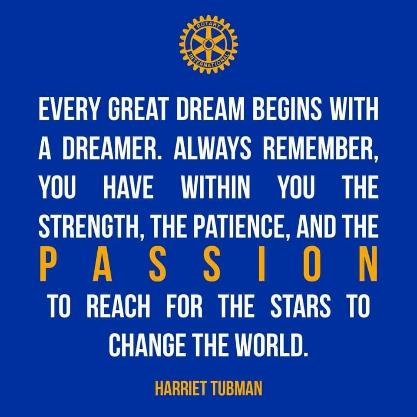 ROTARY
INTERNATIONAL
EVERY GREAT DREAM BEGINS WITH
A DREAMER. ALWAYS REMEMBER,
YOU HAVE WITHIN YOU THE
STRENGTH, THE PATIENCE, AND THE
PASSION
TO REACH FOR THE STARS TO
CHANGE THE WORLD.
HARRIET TUBMAN